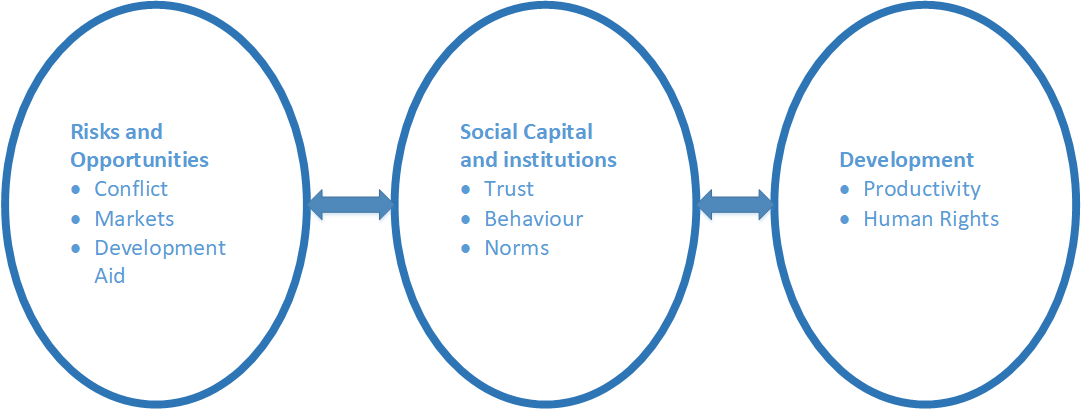 Risks and
Opportunities
• Conflict
• Markets
• Development
Aid
Social Capital
and institutions
• Trust
• Behaviour
• Norms
Development
• Productivity
• Human Rights